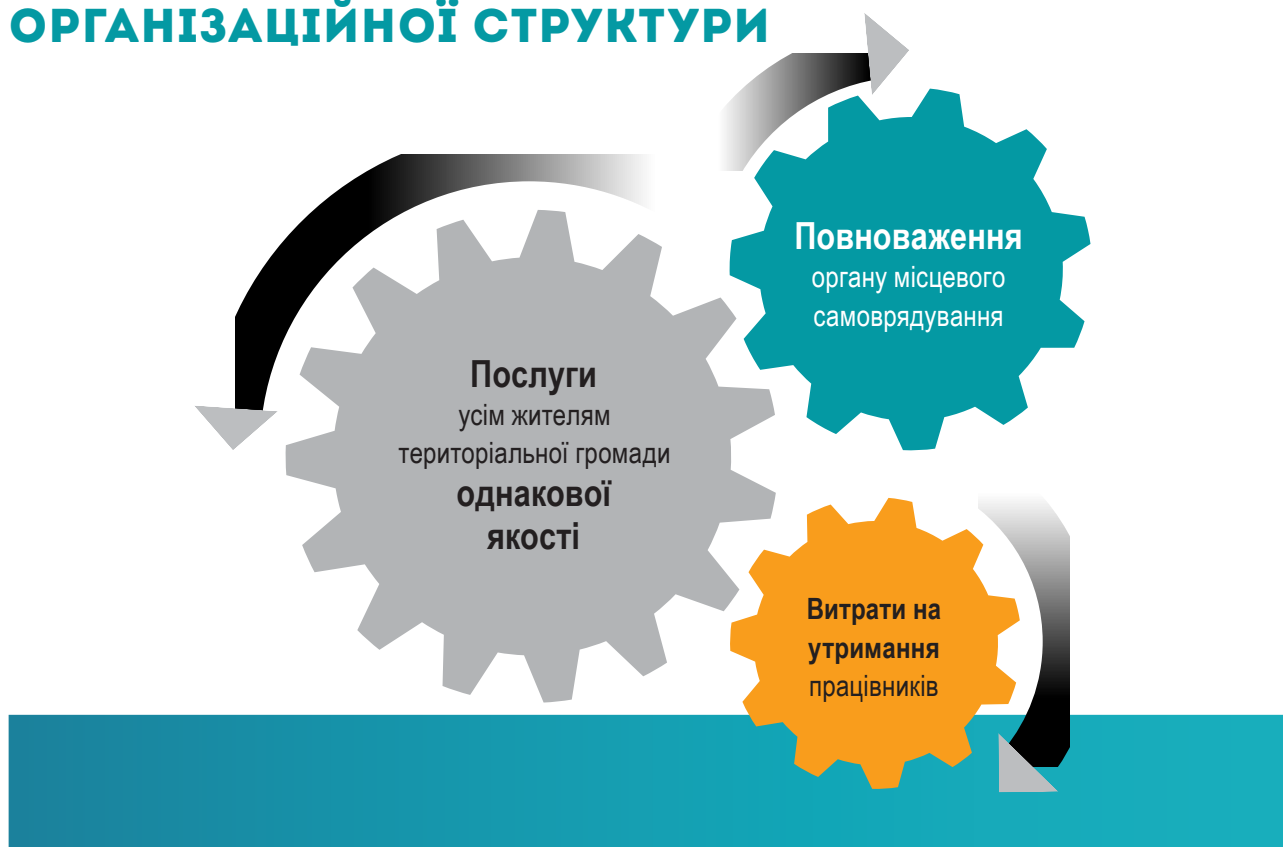 ОРГАНІЗАЦІЙНОЇ СТРУКТУРИ
Повноваження
органу місцевого
самоврядування
Послуги
усім жителям
територіальної громади
однакової
якості
Витрати на
утримання
працівників